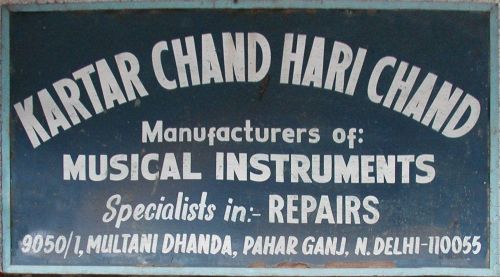 KARTAR CHAND HARI CHAND
Manufacturers of:
MUSICAL INSTRUMENTS
Specialists in:- REPAIRS
9050/1, MULTANI DHANDA, PAHAR GANJ, N. DELHI-110055